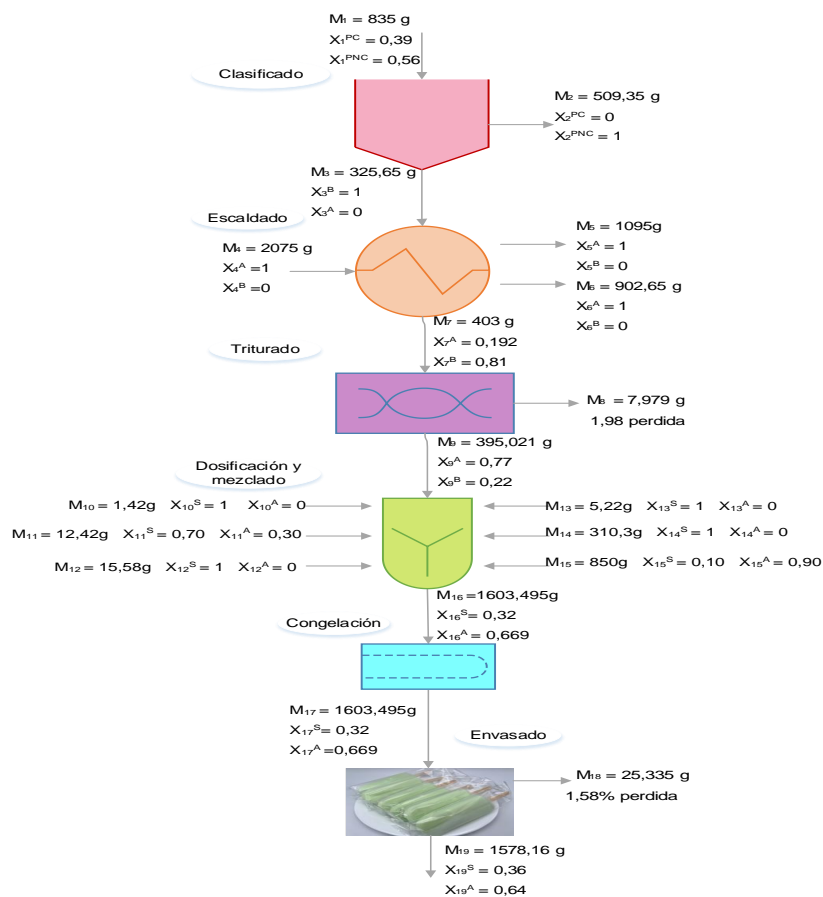 M₁ = 835 g
X₁ᴾᶜ = 0,39
X₁ᴾᴺᶜ = 0,56
Clasificado
M₂ = 509,35 g
X₂ᴾᶜ = 0
X₂ᴾᴺᶜ = 1
M₃ = 325,65 g
X₃ᴮ = 1
X₃ᴬ = 0
Escaldado
M₄ = 2075 g
X₄ᴬ = 1
X₄ᴮ =0
M₅ = 1095g
X₅ᴬ = 1
X₅ᴮ = 0
M₆ = 902,65 g
X₆ᴬ = 1
X₆ᴮ = 0
M₇ = 403 g
X₇ᴬ = 0,192
X₇ᴮ = 0,81
Triturado
M₈ = 7,979 g
1,98 perdida
M₉ = 395,021 g
X₉ᴬ = 0,77
X₉ᴮ = 0,22
Dosificación y
mezclado
M₁₀ = 1,42g X₁₀ˢ = 1 X₁₀ᴬ = 0
M₁₁ = 12,42g X₁₁ˢ = 0,70 X₁₁ᴬ = 0,30
M₁₂ = 15,58g X₁₂ˢ = 1 X₁₂ᴬ = 0
M₁₃ = 5,22g X₁₃ˢ = 1 X₁₃ᴬ = 0
M₁₄ = 310,3g X₁₄ˢ = 1 X₁₄ᴬ = 0
M₁₅ = 850g X₁₅ˢ = 0,10 X₁₅ᴬ = 0,90
M₁₆ =1603,495g
X₁₆ˢ= 0,32
X₁₆ᴬ = 0,669
Congelación
M₁₇ = 1603,495g
X₁₇ˢ= 0,32
X₁₇ᴬ =0,669
Envasado
M₁₈ = 25,335 g
1,58% perdida
M₁₉ = 1578,16 g
X₁₉ˢ = 0,36
X₁₉ᴬ = 0,64